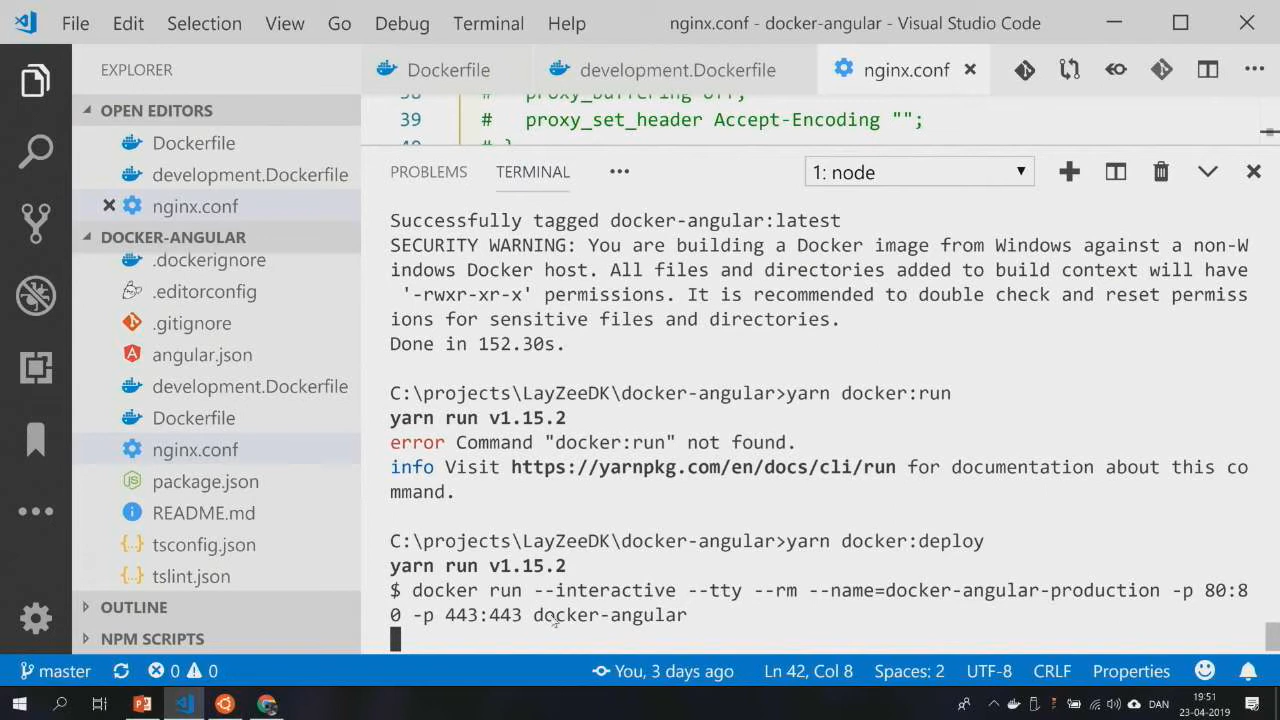 File Edit Selection View Go Debug Terminal Help nginx.conf - docker-angular - Visual Studio Code
EXPLORER
OPEN EDITORS
Dockerfile
development.Dockerfile
nginx.conf
DOCKER-ANGULAR
.dockerignore
.editorconfig
.gitignore
angular.json
development.Dockerfile
Dockerfile
nginx.conf
package.json
README.md
tsconfig.json
tslint.json
OUTLINE
NPM SCRIPTS
Dockerfile development.Dockerfile nginx.conf
38 # proxy_buffering off;
39 # proxy_set_header Accept-Encoding "";
40 # }
PROBLEMS TERMINAL 1: node
Successfully tagged docker-angular:latest
SECURITY WARNING: You are building a Docker image from Windows against a non-W
indows Docker host. All files and directories added to build context will have
'-rwxr-xr-x' permissions. It is recommended to double check and reset permiss
ions for sensitive files and directories.
Done in 152.30s.
C:\projects\LayZeeDK\docker-angular>yarn docker:run
yarn run v1.15.2
error Command "docker:run" not found.
info Visit https://yarnpkg.com/en/docs/cli/run for documentation about this co
mmand.
C:\projects\LayZeeDK\docker-angular>yarn docker:deploy
yarn run v1.15.2
$ docker run --interactive --tty --rm --name=docker-angular-production -p 80:8
0 -p 443:443 docker-angular
master 0 0 You, 3 days ago Ln 42, Col 8 Spaces: 2 UTF-8 CRLF Properties
DAN 19:51
23-04-2019